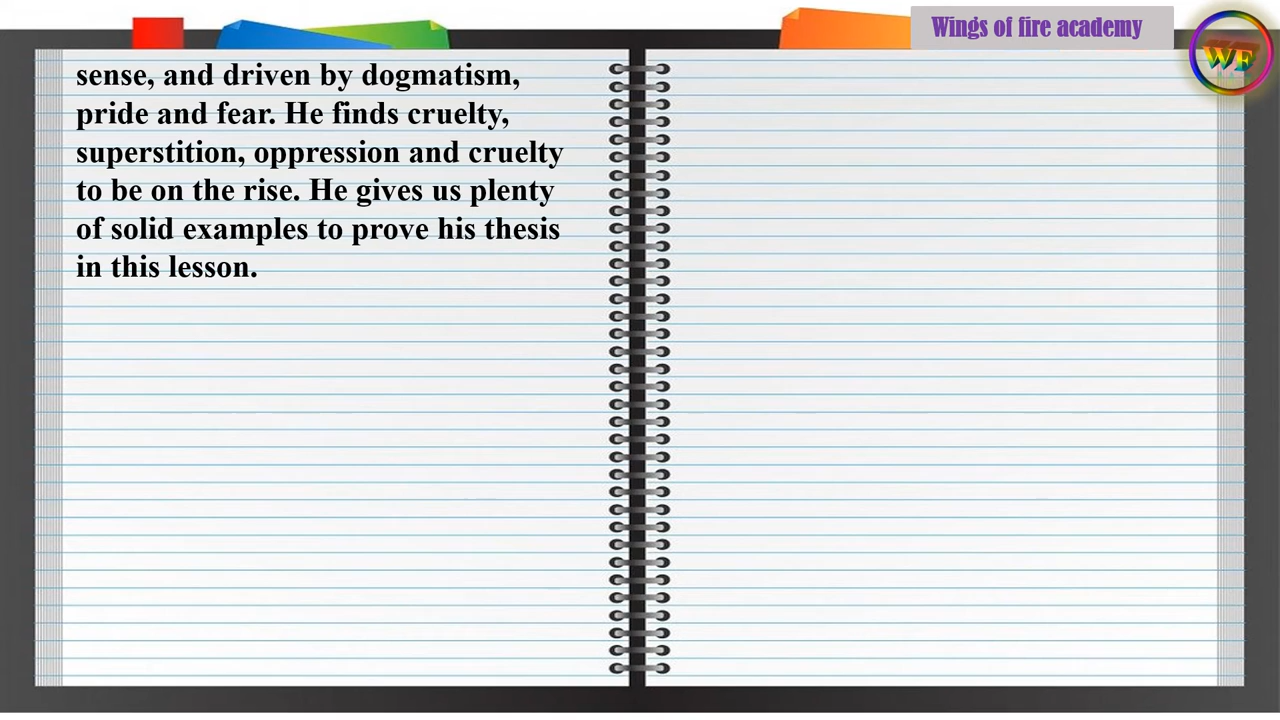 Wings of fire academy
WF
sense, and driven by dogmatism,
pride and fear. He finds cruelty,
superstition, oppression and cruelty
to be on the rise. He gives us plenty
of solid examples to prove his thesis
in this lesson.